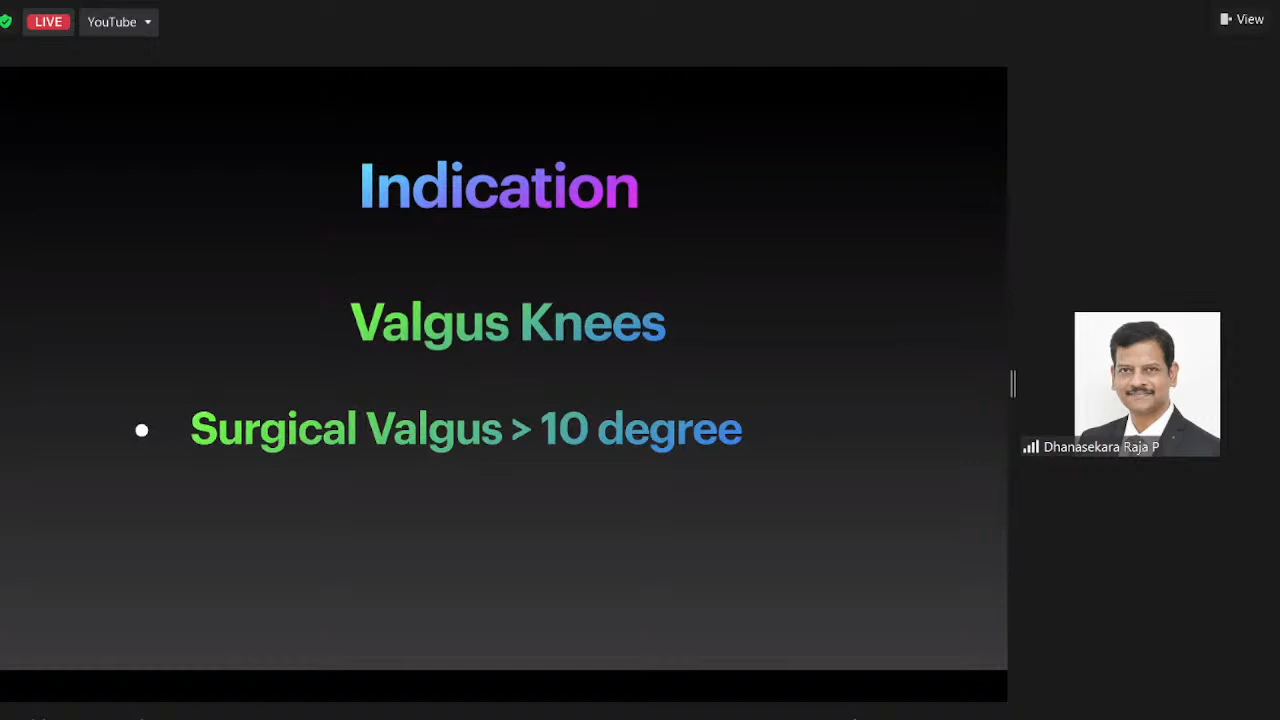 LIVE
YouTube
View
Indication
Valgus Knees
• Surgical Valgus > 10 degree
Dhanasekara Raja P